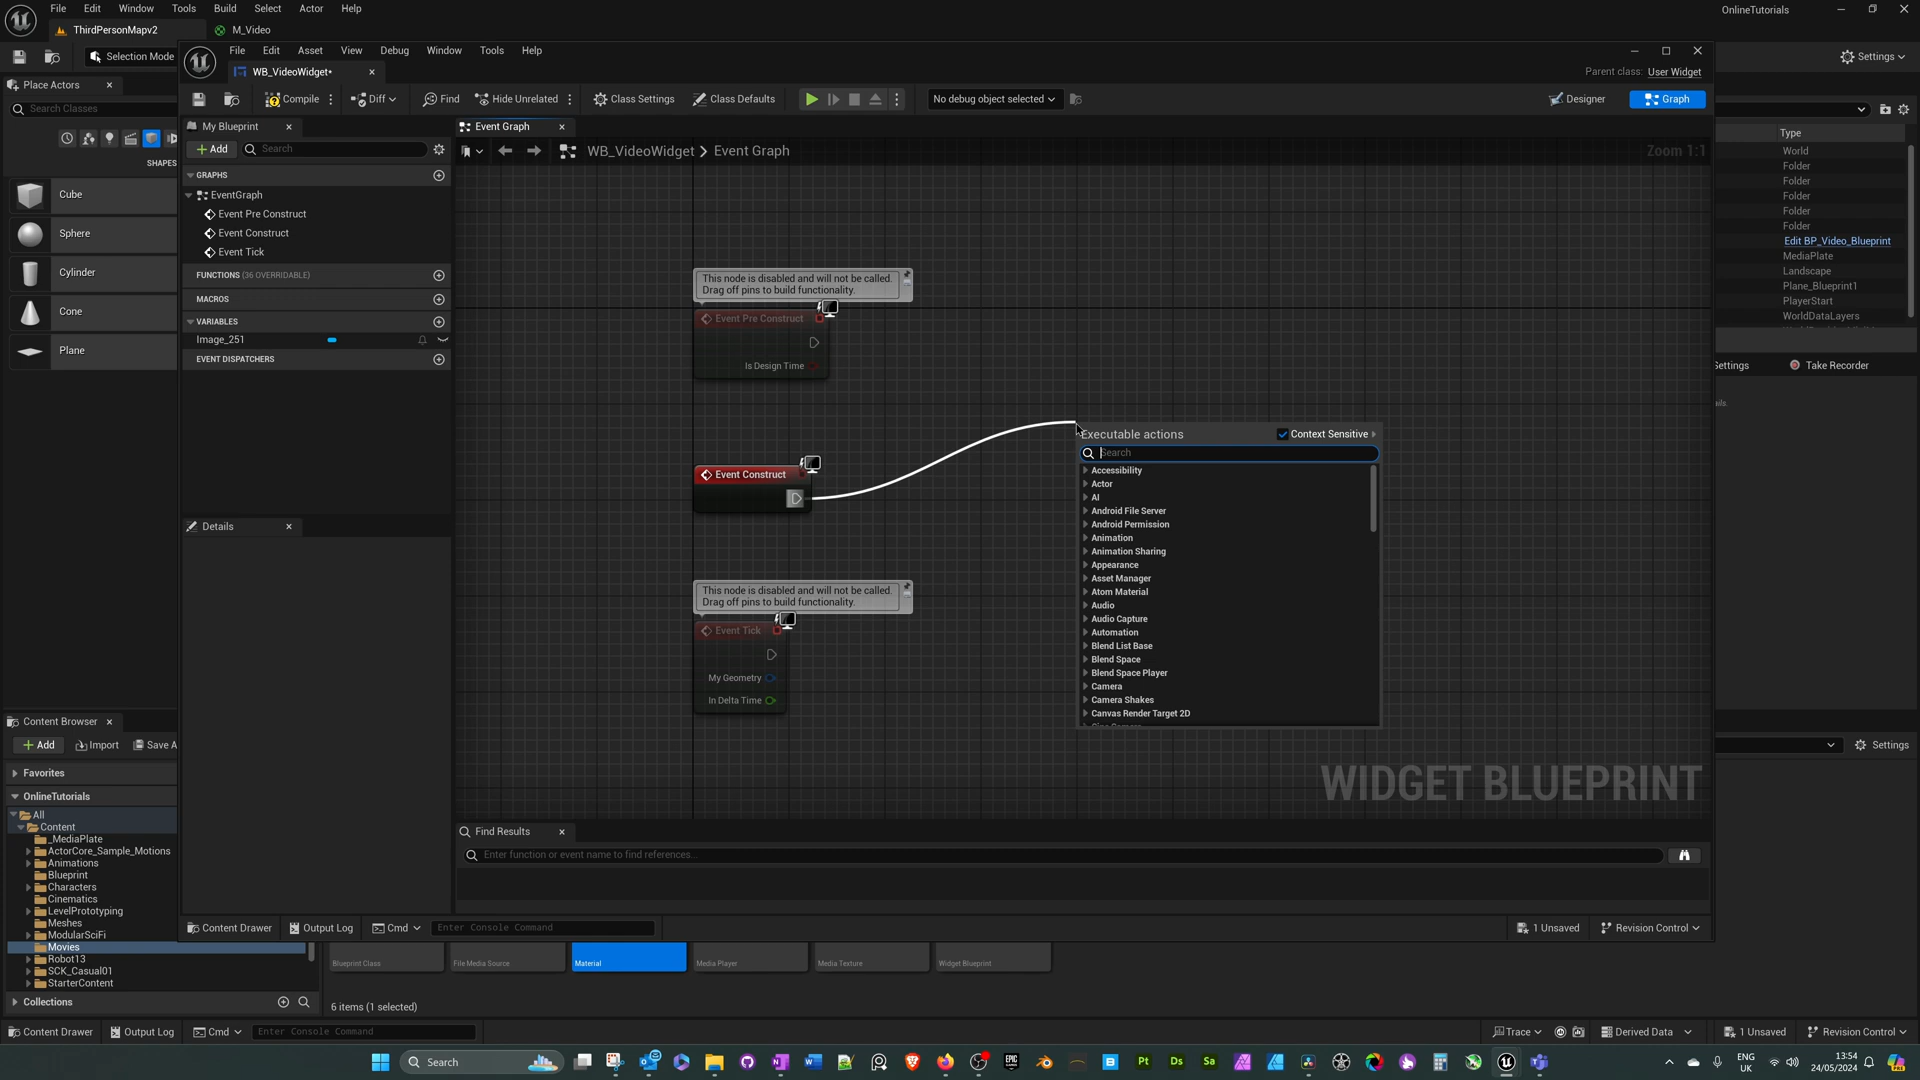 File Edit Window Tools Build Select Actor Help
OnlineTutorials
ThirdPersonMapv2
M_Video
Selection Mode
Settings
File Edit Asset View Debug Window Tools Help
WB_VideoWidget*
Parent class: User Widget
Place Actors
Search Classes
SHAPES
Cube
Sphere
Cylinder
Cone
Plane
Compile
Diff
Find
Hide Unrelated
Class Settings
Class Defaults
No debug object selected
Designer
Graph
My Blueprint
Event Graph
Add
Search
WB_VideoWidget > Event Graph
Zoom 1:1
GRAPHS
EventGraph
Event Pre Construct
Event Construct
Event Tick
FUNCTIONS (36 OVERRIDABLE)
MACROS
VARIABLES
Image_251
EVENT DISPATCHERS
Details
This node is disabled and will not be called.
Drag off pins to build functionality.
Event Pre Construct
Is Design Time
Event Construct
This node is disabled and will not be called.
Drag off pins to build functionality.
Event Tick
My Geometry
In Delta Time
Executable actions
Context Sensitive
Search
Accessibility
Actor
AI
Android File Server
Android Permission
Animation
Animation Sharing
Appearance
Asset Manager
Atom Material
Audio
Audio Capture
Automation
Blend List Base
Blend Space
Blend Space Player
Camera
Camera Shakes
Canvas Render Target 2D
WIDGET BLUEPRINT
Type
World
Folder
Folder
Folder
Folder
Folder
Edit BP_Video_Blueprint
MediaPlate
Landscape
Plane_Blueprint1
PlayerStart
WorldDataLayers
Settings
Take Recorder
Find Results
Enter function or event name to find references...
Content Drawer
Output Log
Cmd
Enter Console Command
1 Unsaved
Revision Control
Content Browser
Add
Import
Save A
Settings
Favorites
OnlineTutorials
All
Content
_MediaPlate
ActorCore_Sample_Motions
Animations
Blueprint
Characters
Cinematics
LevelPrototyping
Meshes
ModularSciFi
Movies
Robot13
SCK_Casual01
StarterContent
Collections
Blueprint Class
File Media Source
Material
Media Player
Media Texture
Widget Blueprint
6 items (1 selected)
Content Drawer
Output Log
Cmd
Enter Console Command
Trace
Derived Data
1 Unsaved
Revision Control
Search
Pt
Ds
Sa
ENG
UK
13:54
24/05/2024